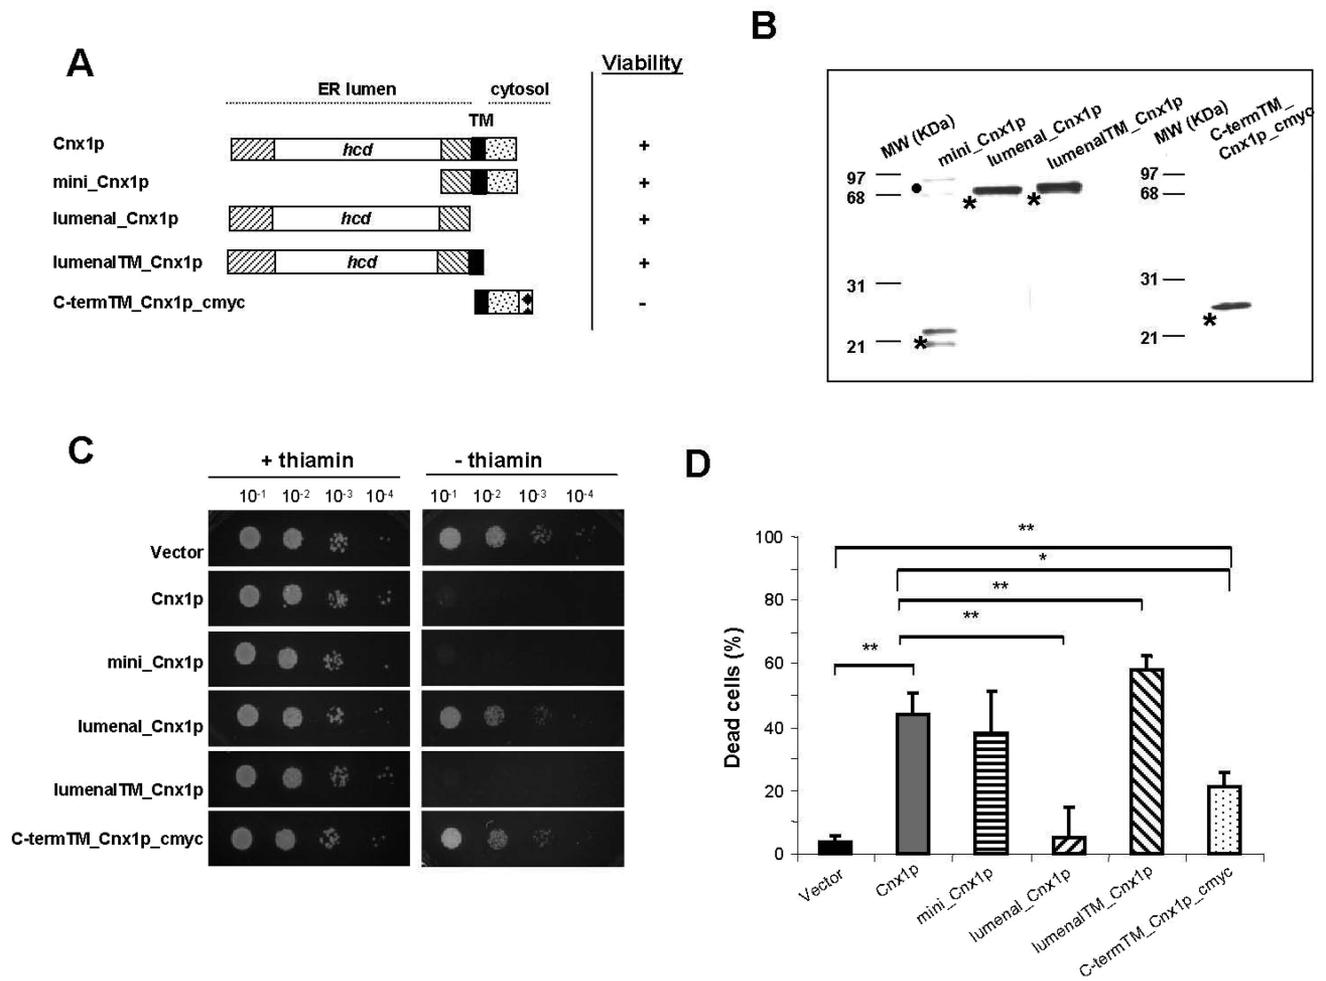 A
Viability
ER lumen cytosol
TM
Cnx1p hcd +
mini_Cnx1p +
lumenal_Cnx1p hcd +
lumenalTM_Cnx1p hcd +
C-termTM_Cnx1p_cmyc -
B
MW (KDa) mini_Cnx1p lumenal_Cnx1p lumenalTM_Cnx1p MW (KDa) C-termTM_
Cnx1p_cmyc
97 97
68 * * 68
31 31
21 * 21 *
C
+ thiamin - thiamin
10-1 10-2 10-3 10-4 10-1 10-2 10-3 10-4
Vector
Cnx1p
mini_Cnx1p
lumenal_Cnx1p
lumenalTM_Cnx1p
C-termTM_Cnx1p_cmyc
D
Dead cells (%)
100
80
60
40
20
0
**
*
**
**
**
Vector
Cnx1p
mini_Cnx1p
lumenal_Cnx1p
lumenalTM_Cnx1p
C-termTM_Cnx1p_cmyc